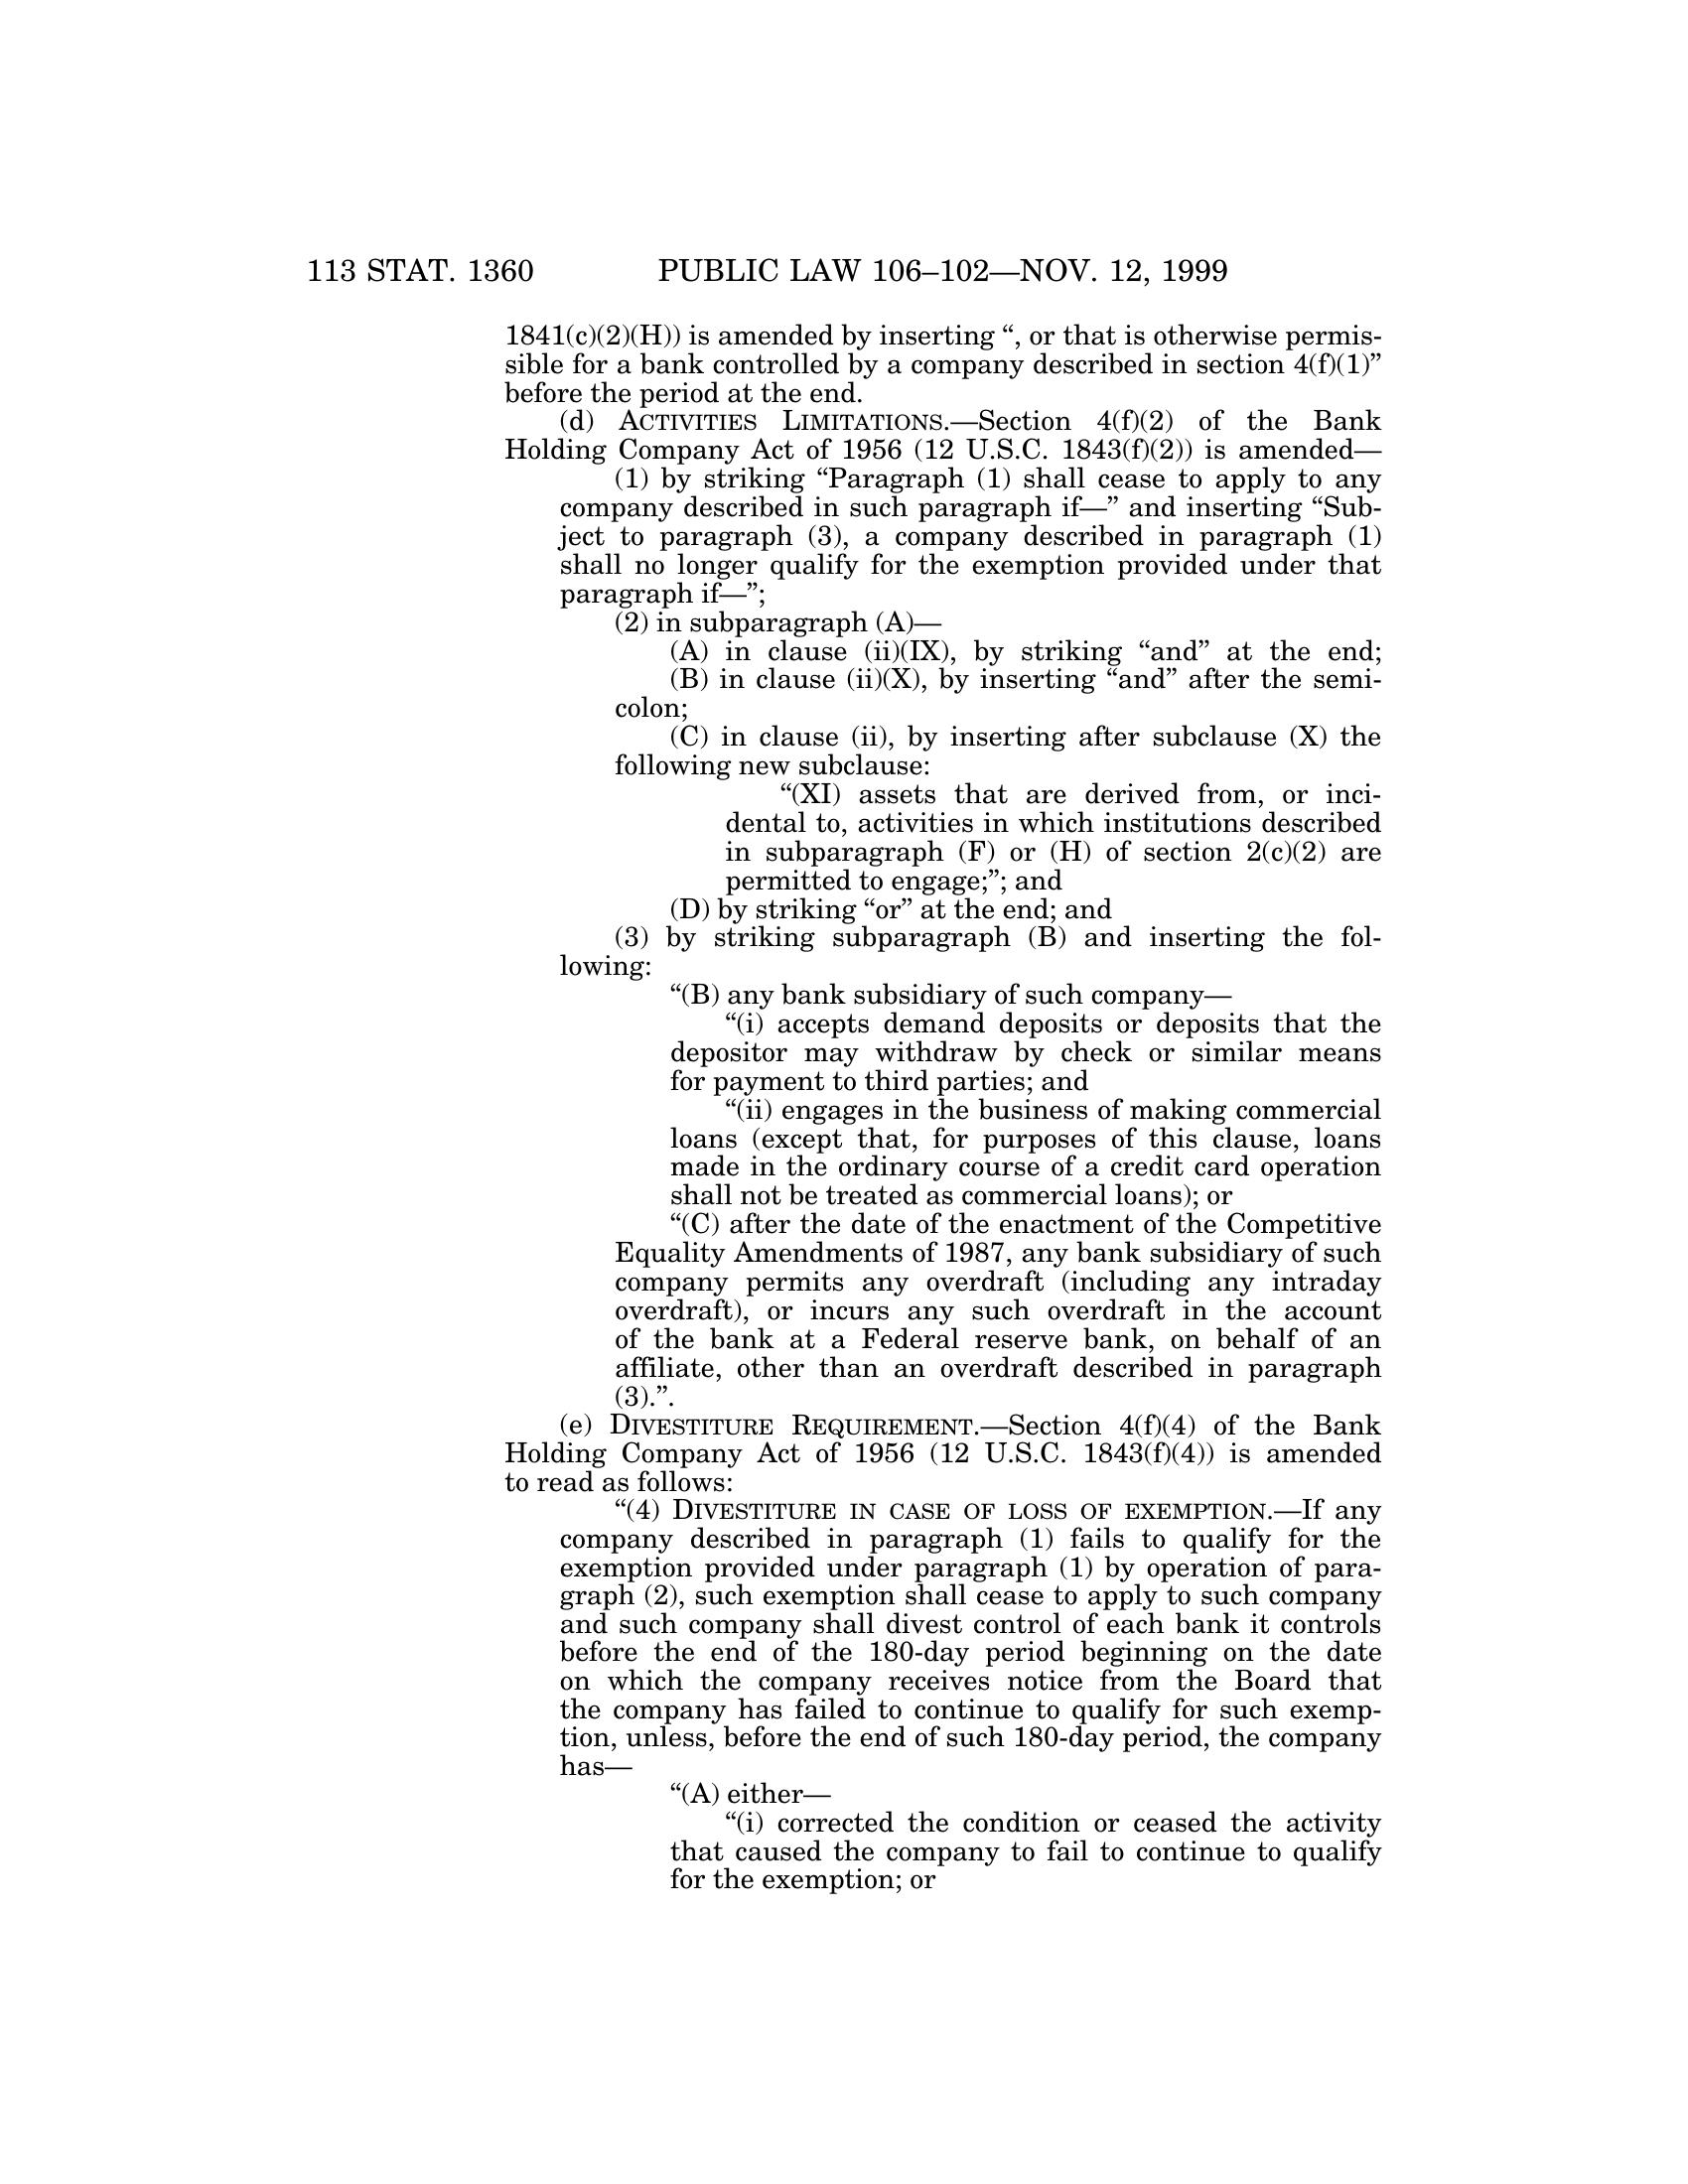 113 STAT. 1360 PUBLIC LAW 106–102—NOV. 12, 1999
1841(c)(2)(H)) is amended by inserting “, or that is otherwise permis-
sible for a bank controlled by a company described in section 4(f)(1)”
before the period at the end.
(d) ACTIVITIES LIMITATIONS.—Section 4(f)(2) of the Bank
Holding Company Act of 1956 (12 U.S.C. 1843(f)(2)) is amended—
(1) by striking “Paragraph (1) shall cease to apply to any
company described in such paragraph if—” and inserting “Sub-
ject to paragraph (3), a company described in paragraph (1)
shall no longer qualify for the exemption provided under that
paragraph if—”;
(2) in subparagraph (A)—
(A) in clause (ii)(IX), by striking “and” at the end;
(B) in clause (ii)(X), by inserting “and” after the semi-
colon;
(C) in clause (ii), by inserting after subclause (X) the
following new subclause:
“(XI) assets that are derived from, or inci-
dental to, activities in which institutions described
in subparagraph (F) or (H) of section 2(c)(2) are
permitted to engage;”; and
(D) by striking “or” at the end; and
(3) by striking subparagraph (B) and inserting the fol-
lowing:
“(B) any bank subsidiary of such company—
“(i) accepts demand deposits or deposits that the
depositor may withdraw by check or similar means
for payment to third parties; and
“(ii) engages in the business of making commercial
loans (except that, for purposes of this clause, loans
made in the ordinary course of a credit card operation
shall not be treated as commercial loans); or
“(C) after the date of the enactment of the Competitive
Equality Amendments of 1987, any bank subsidiary of such
company permits any overdraft (including any intraday
overdraft), or incurs any such overdraft in the account
of the bank at a Federal reserve bank, on behalf of an
affiliate, other than an overdraft described in paragraph
(3).”.
(e) DIVESTITURE REQUIREMENT.—Section 4(f)(4) of the Bank
Holding Company Act of 1956 (12 U.S.C. 1843(f)(4)) is amended
to read as follows:
“(4) DIVESTITURE IN CASE OF LOSS OF EXEMPTION.—If any
company described in paragraph (1) fails to qualify for the
exemption provided under paragraph (1) by operation of para-
graph (2), such exemption shall cease to apply to such company
and such company shall divest control of each bank it controls
before the end of the 180-day period beginning on the date
on which the company receives notice from the Board that
the company has failed to continue to qualify for such exemp-
tion, unless, before the end of such 180-day period, the company
has—
“(A) either—
“(i) corrected the condition or ceased the activity
that caused the company to fail to continue to qualify
for the exemption; or